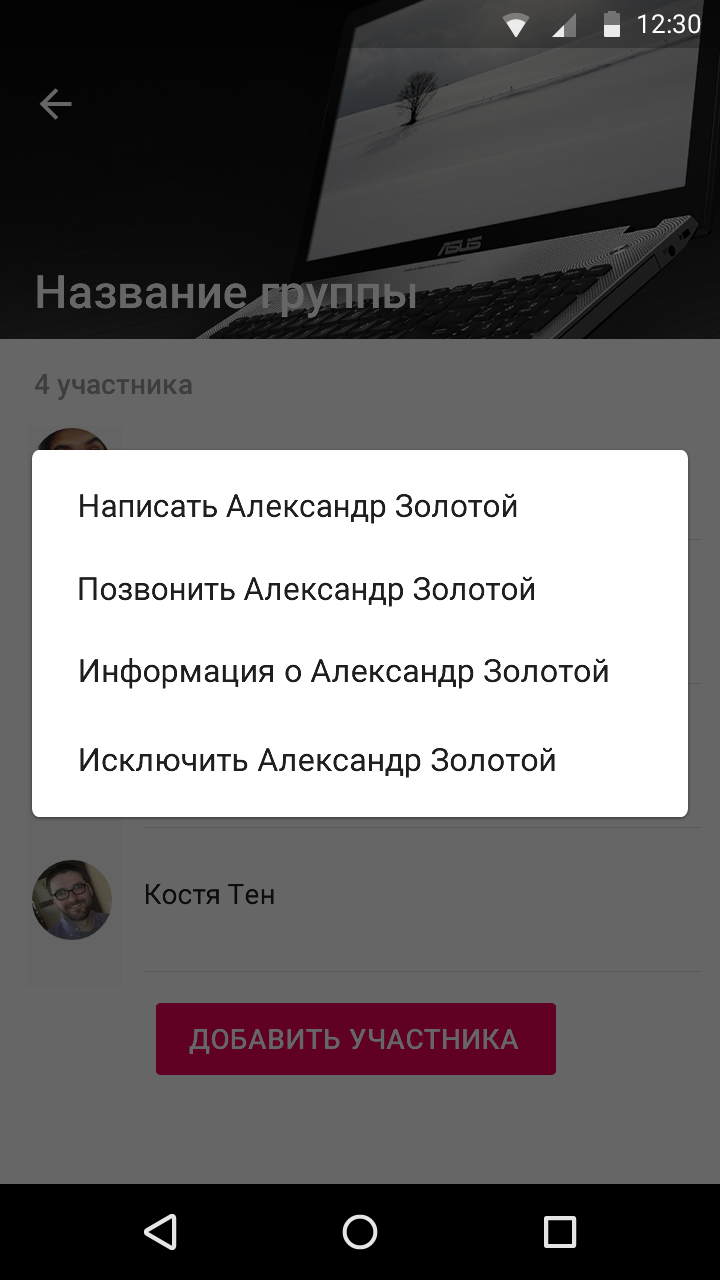 12:30
ASUS
Название группы
4 участника
Написать Александр Золотой
Позвонить Александр Золотой
Информация о Александр Золотой
Исключить Александр Золотой
Костя Тен
ДОБАВИТЬ УЧАСТНИКА